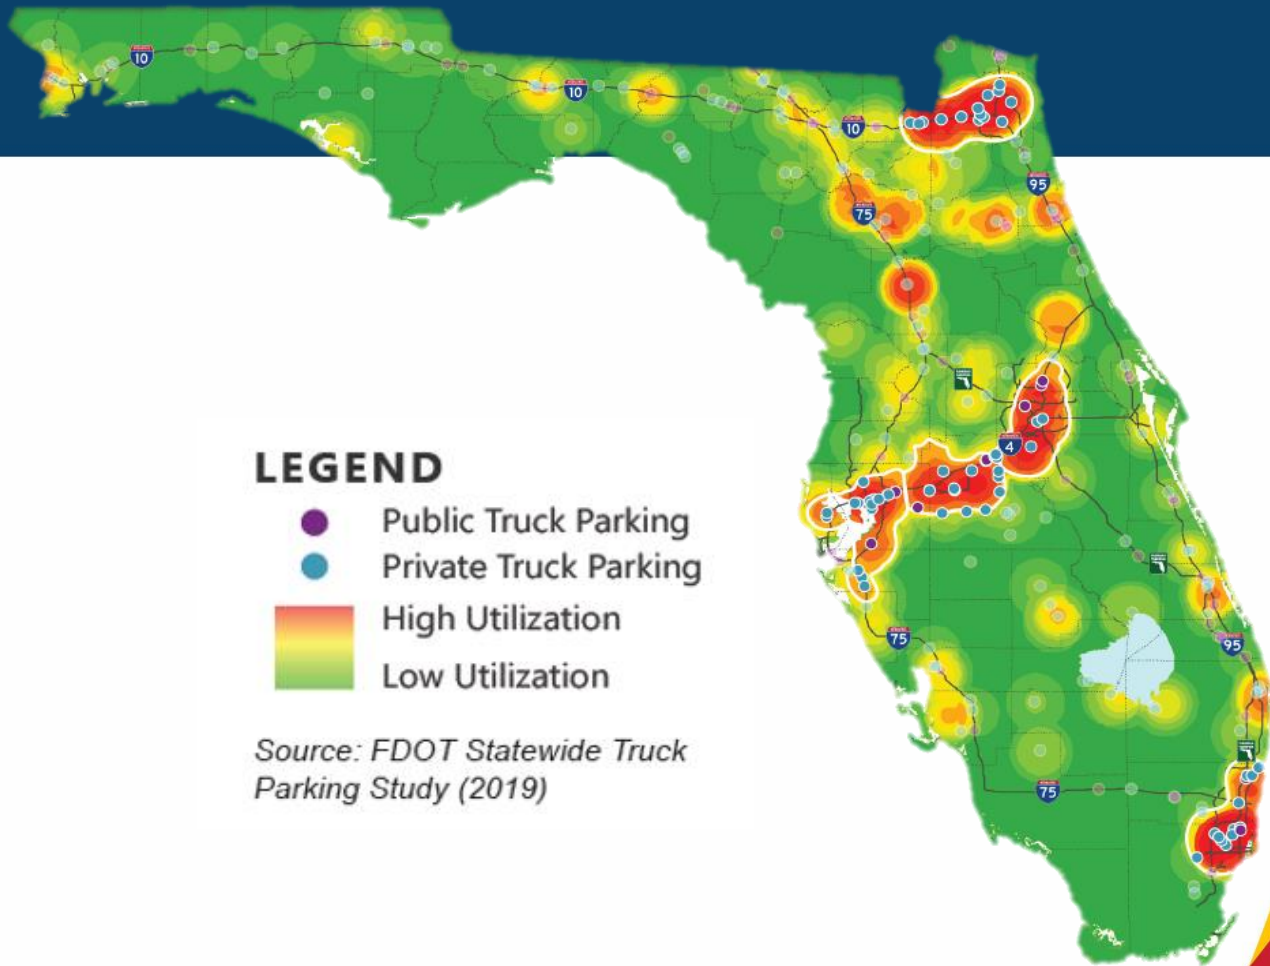 10
10
10
95
75
4
LEGEND
Public Truck Parking
Private Truck Parking
High Utilization
Low Utilization
75
95
Source: FDOT Statewide Truck
Parking Study (2019)
75